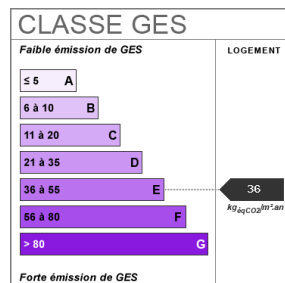 CLASSE GES
Faible émission de GES
LOGEMENT
≤ 5 A
6 à 10 B
11 à 20 C
21 à 35 D
36 à 55 E
36
kgéqCO2/m².an
56 à 80 F
> 80 G
Forte émission de GES